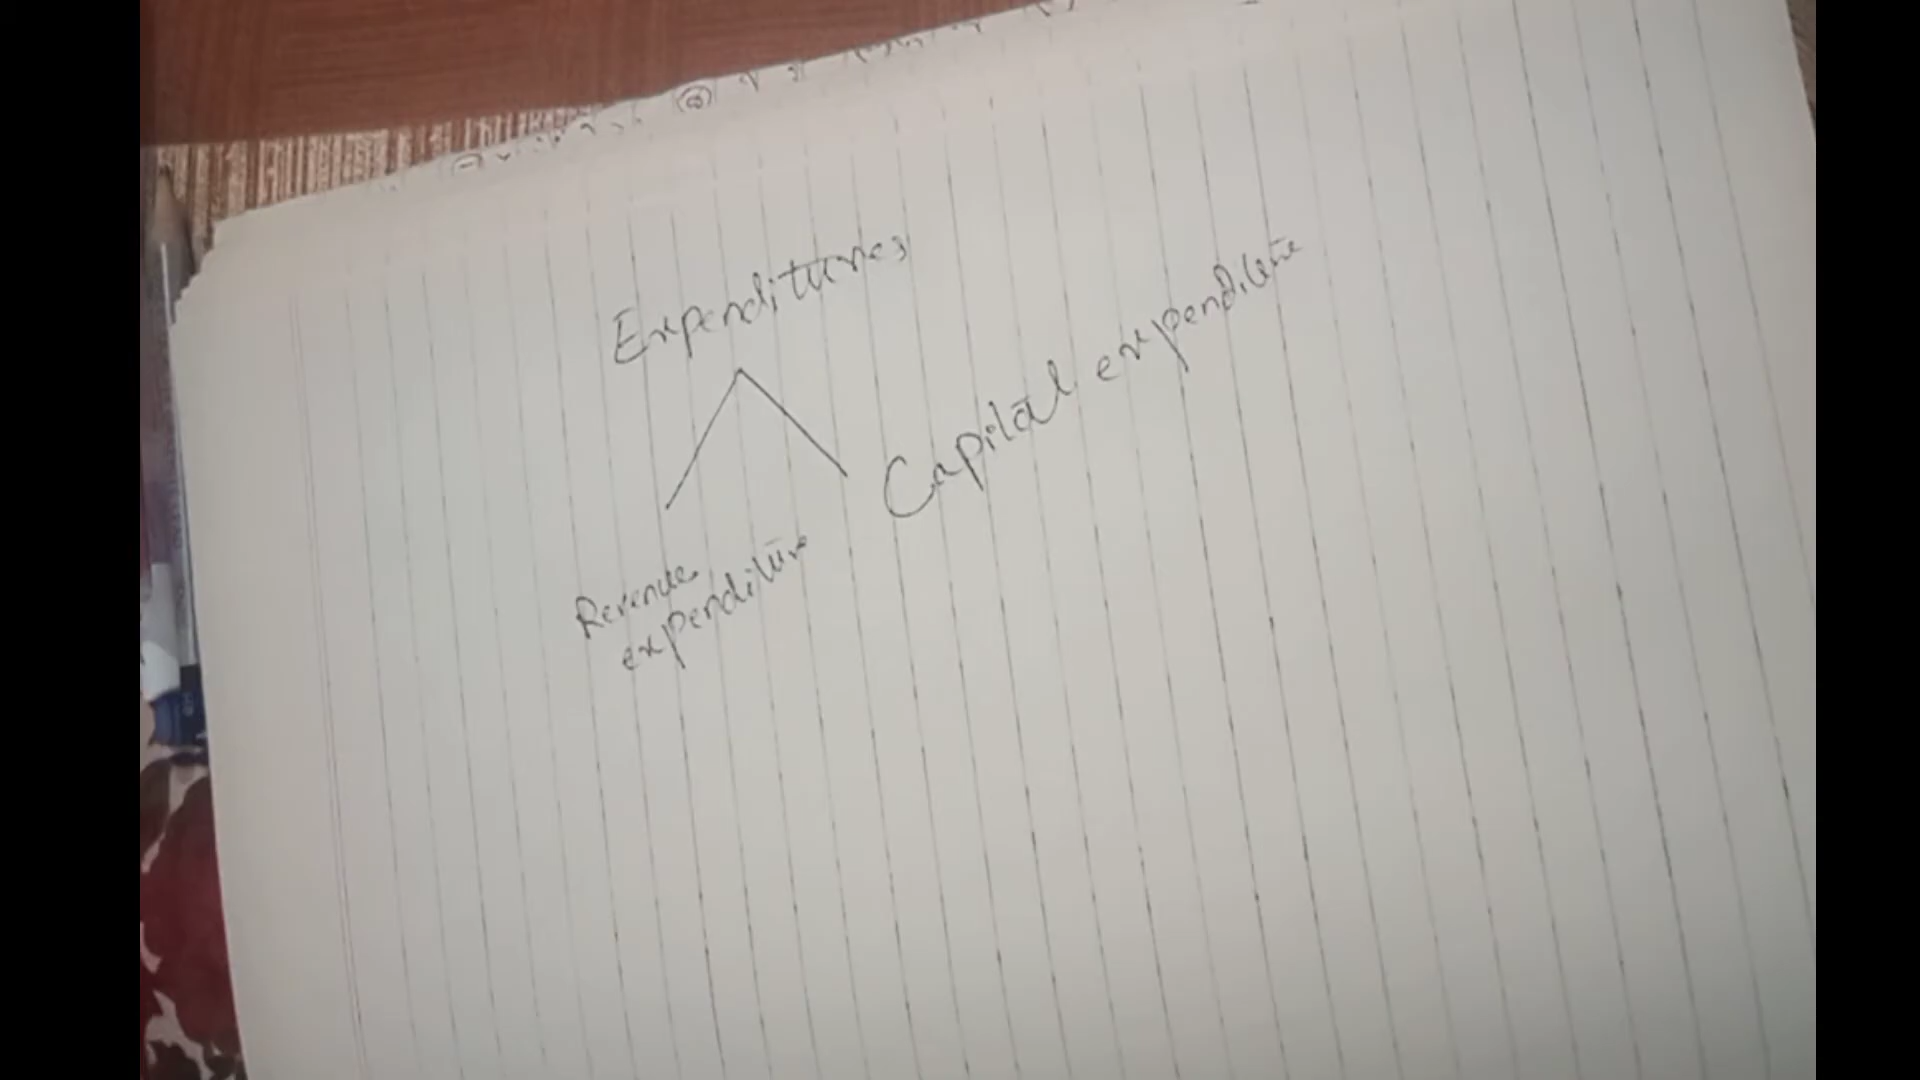 Expenditures
Capital expenditure
Revenue
expenditure